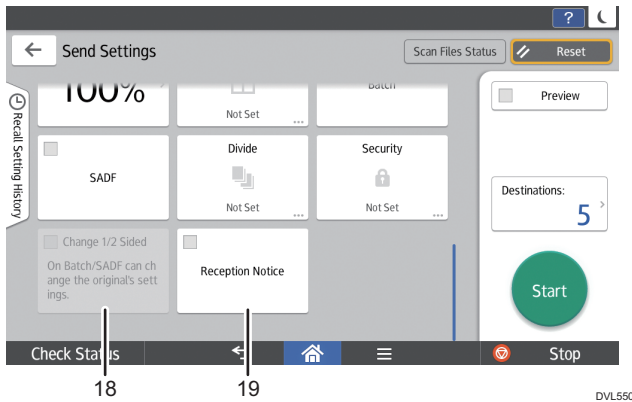 ?
Send Settings
Scan Files Status
Reset
Recall Setting History
100%
Not Set
Batch
Preview
SADF
Divide
Not Set
Security
Not Set
Destinations:
5
Change 1/2 Sided
On Batch/SADF can ch
ange the original's sett
ings.
Reception Notice
Start
Check Status
Stop
18
19
DVL550